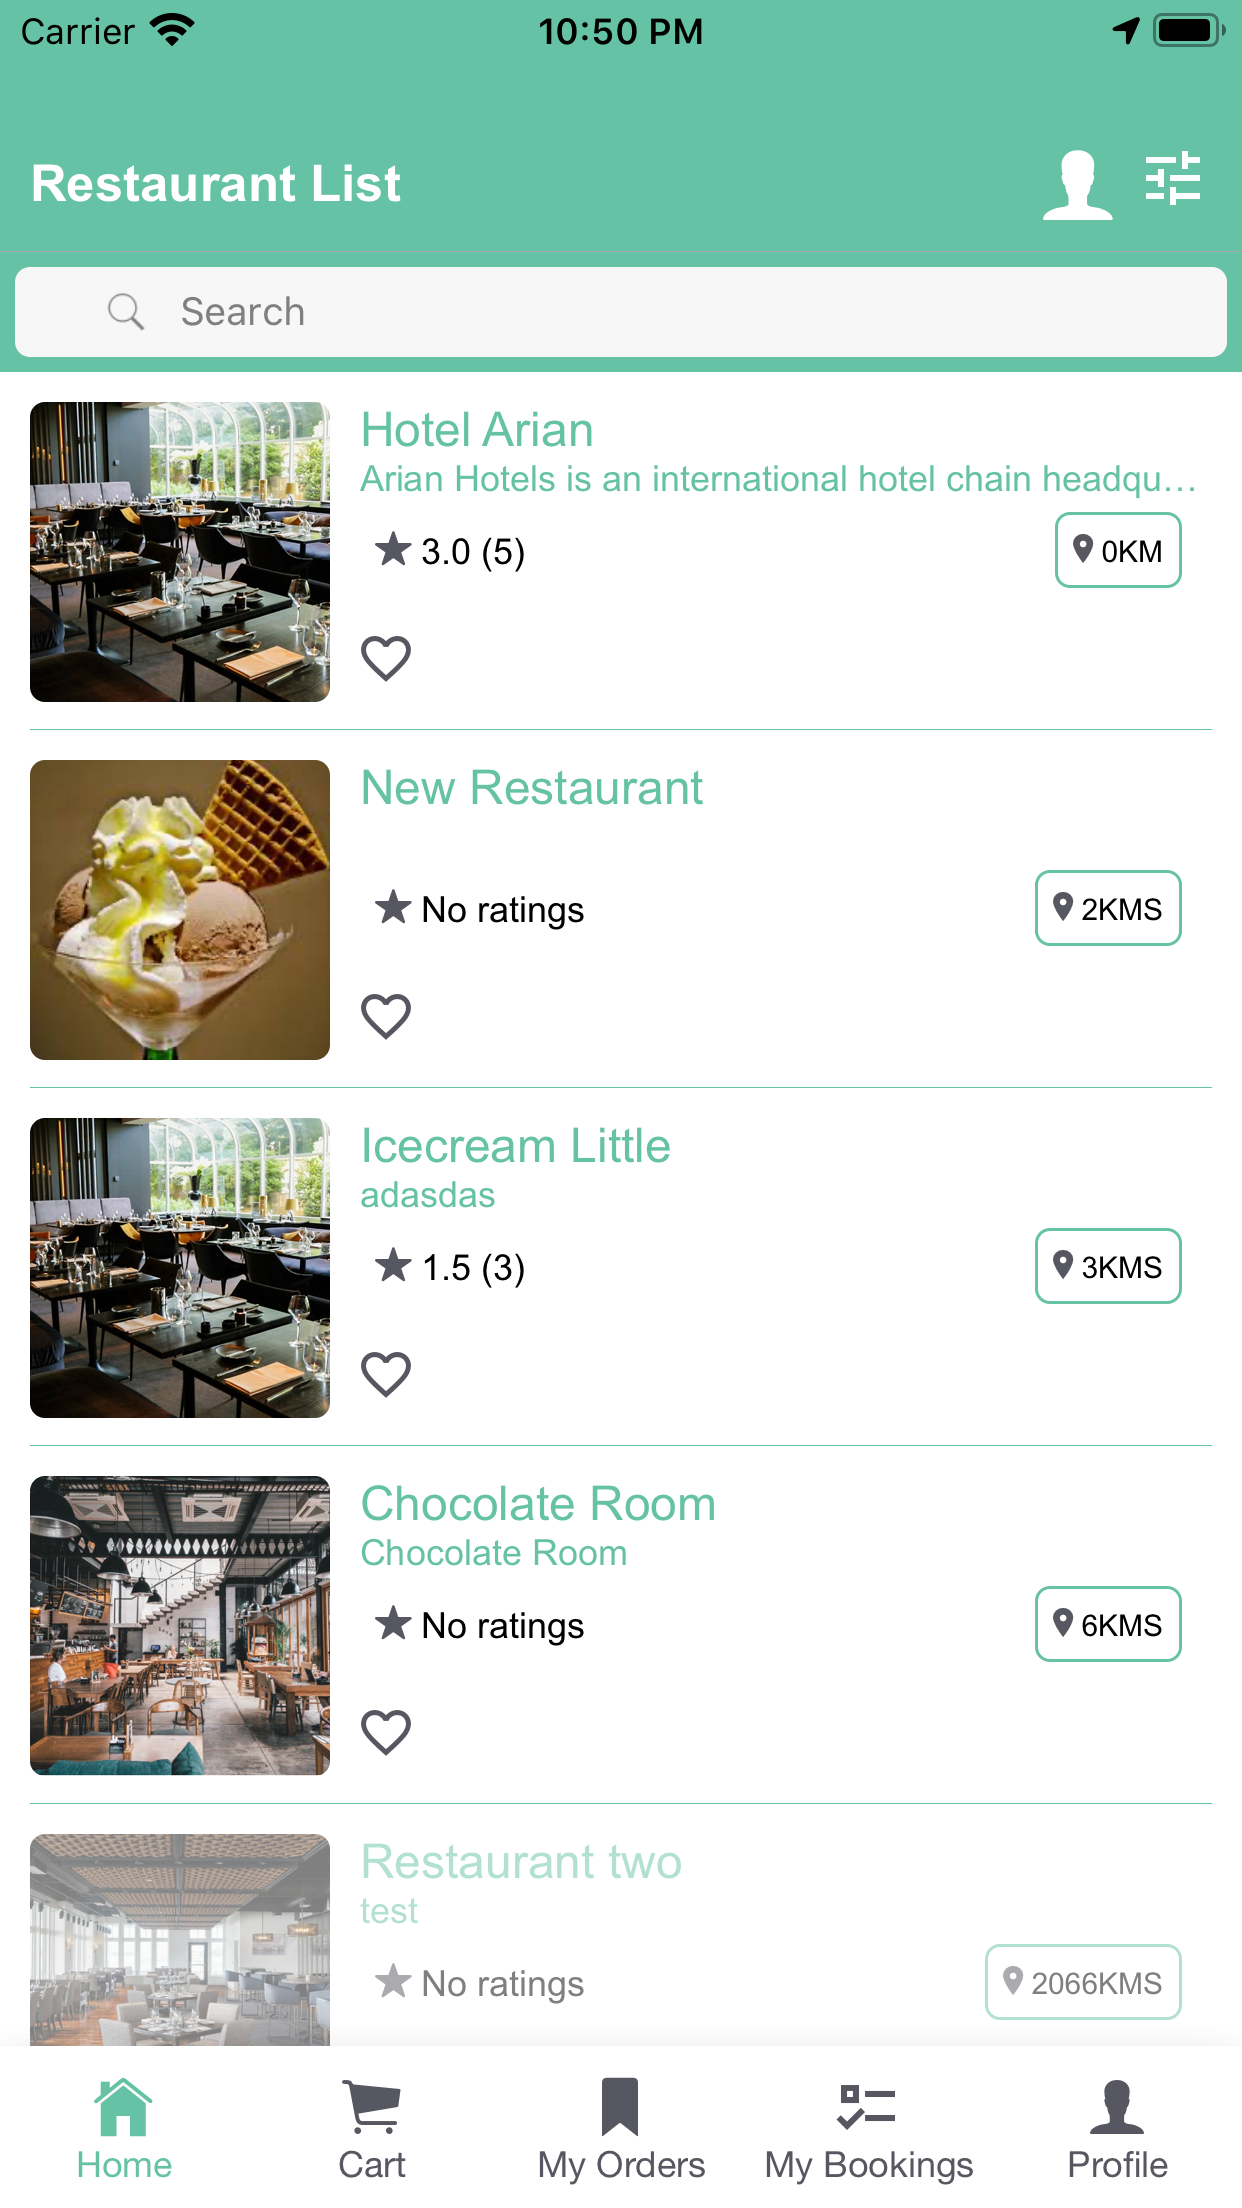 Carrier 10:50 PM
Restaurant List
Search
Hotel Arian
Arian Hotels is an international hotel chain headqu...
3.0 (5)
0KM
New Restaurant
No ratings
2KMS
Icecream Little
adasdas
1.5 (3)
3KMS
Chocolate Room
Chocolate Room
No ratings
6KMS
Restaurant two
test
No ratings
2066KMS
Home Cart My Orders My Bookings Profile